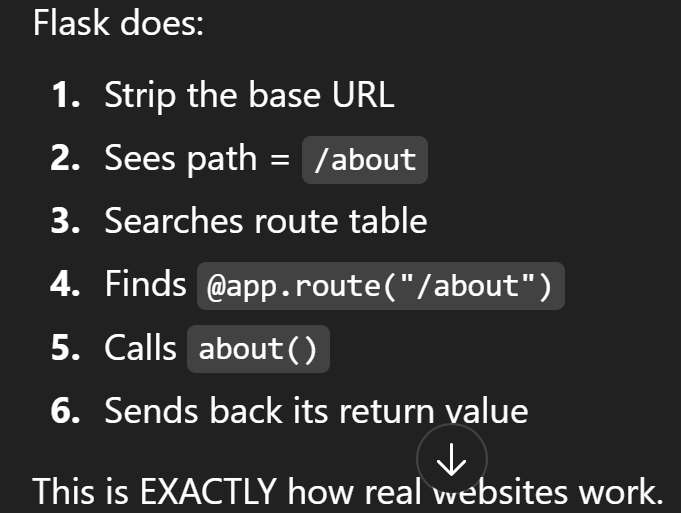 Flask does:
1. Strip the base URL
2. Sees path = /about
3. Searches route table
4. Finds @app.route("/about")
5. Calls about()
6. Sends back its return value
This is EXACTLY how real websites work.